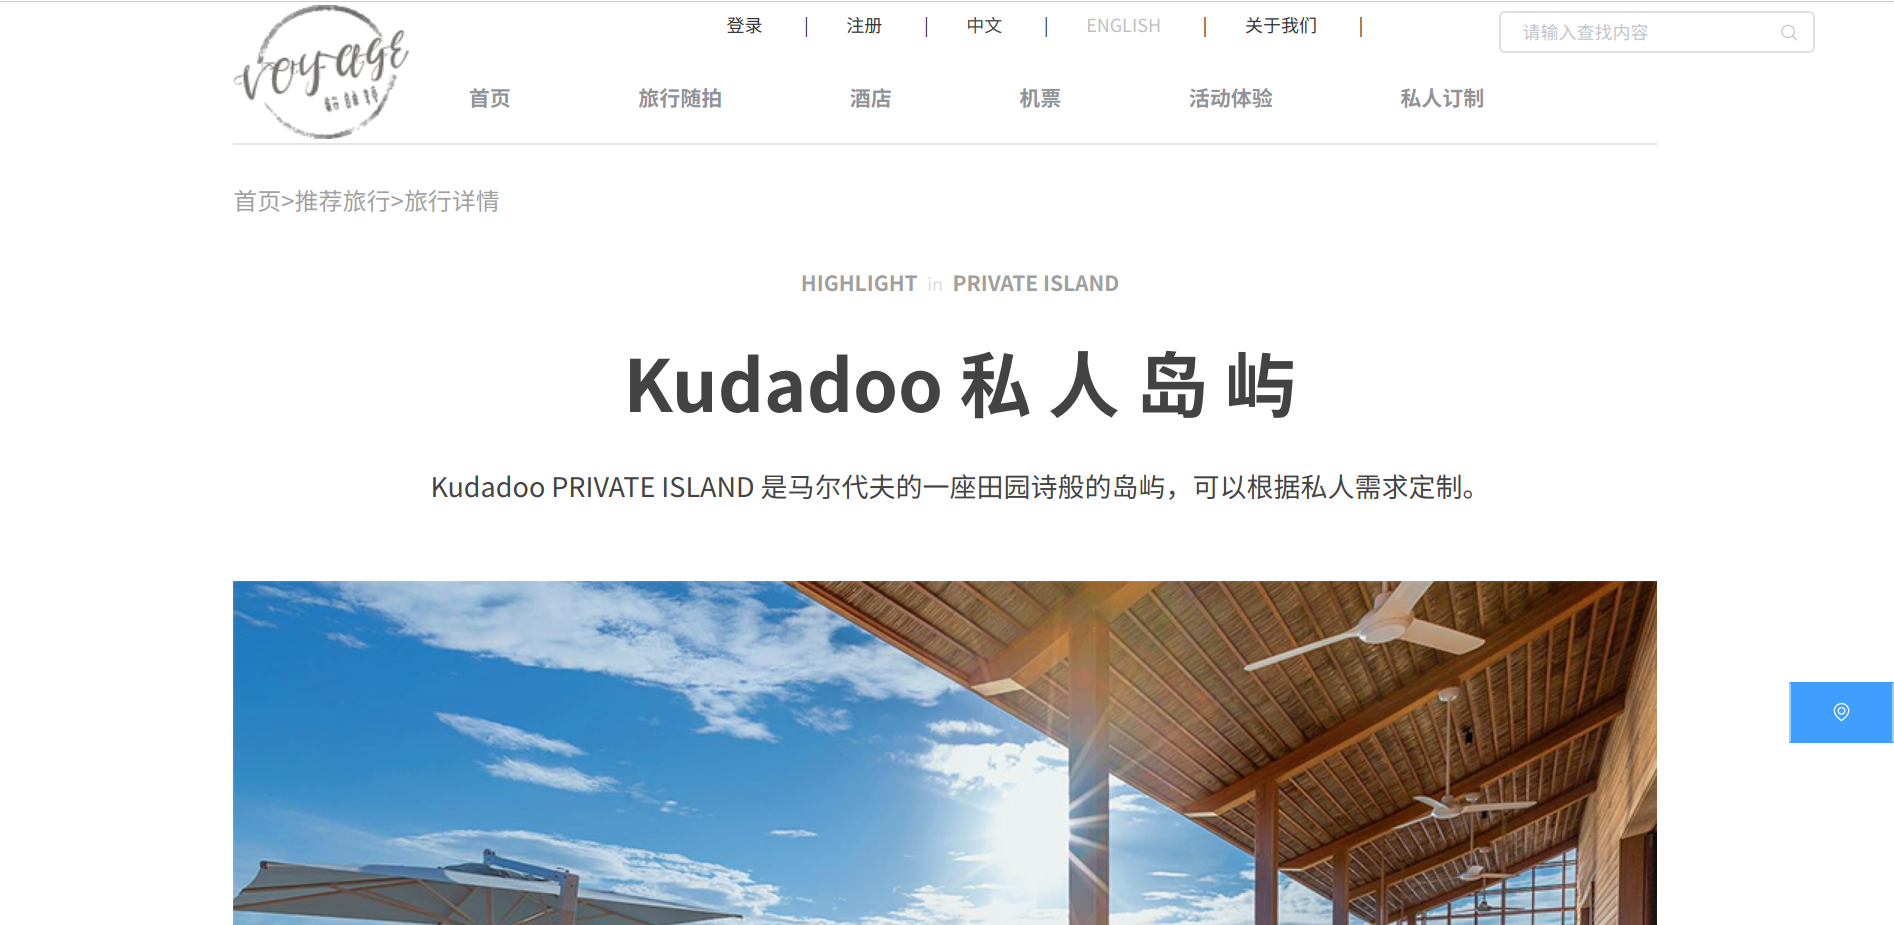 voyage
登录 | 注册 | 中文 | ENGLISH | 关于我们 |
请输入查找内容
首页 旅行随拍 酒店 机票 活动体验 私人订制
首页>推荐旅行>旅行详情
HIGHLIGHT in PRIVATE ISLAND
Kudadoo 私 人 岛 屿
Kudadoo PRIVATE ISLAND 是马尔代夫的一座田园诗般的岛屿，可以根据私人需求定制。